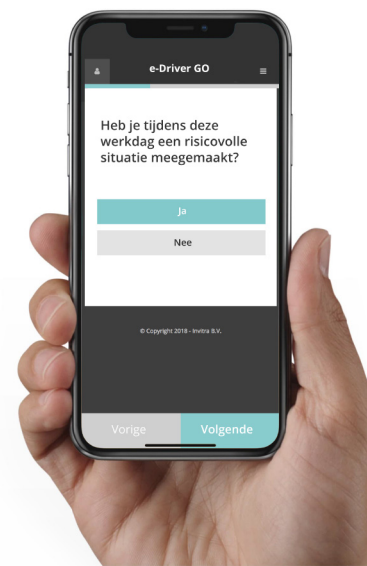 e-Driver GO
Heb je tijdens deze
werkdag een risicovolle
situatie meegemaakt?
Ja
Nee
© Copyright 2018 - Invitra B.V.
Vorige
Volgende